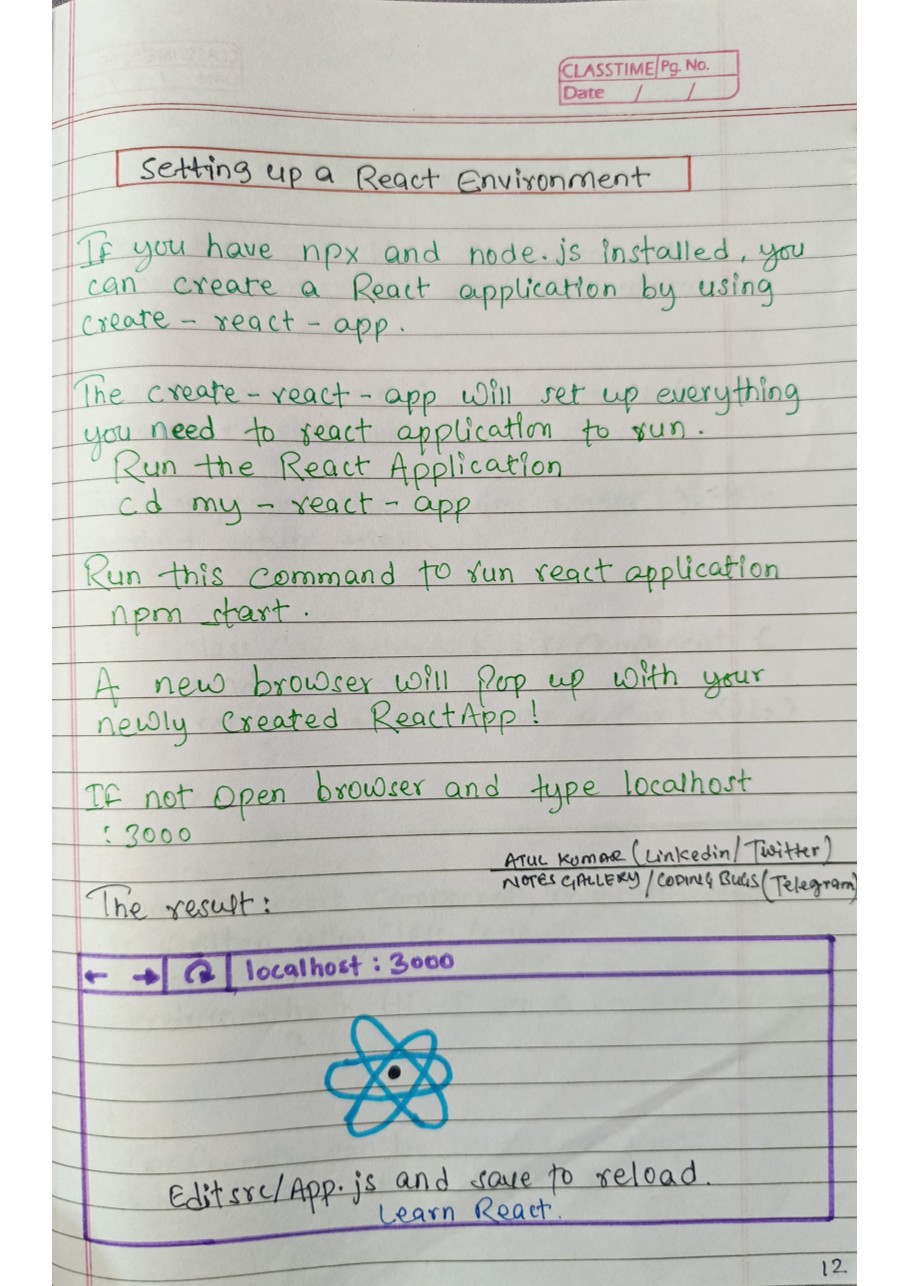 CLASSTIME Pg. No.
Date / /
Setting up a React Environment
If you have npx and node.js installed, you
can create a React application by using
create-react-app.
The create-react-app will set up everything
you need to react application to run.
Run the React Application
cd my-react-app
Run this command to run react application
npm start.
A new browser will Pop up with your
newly created ReactApp!
If not open browser and type localhost
:3000
ATUL KUMAR (Linkedin/Twitter)
NOTES GALLERY/CODING BUGS(Telegram)
The result:
localhost:3000
Edit src/App.js and save to reload.
Learn React.
12